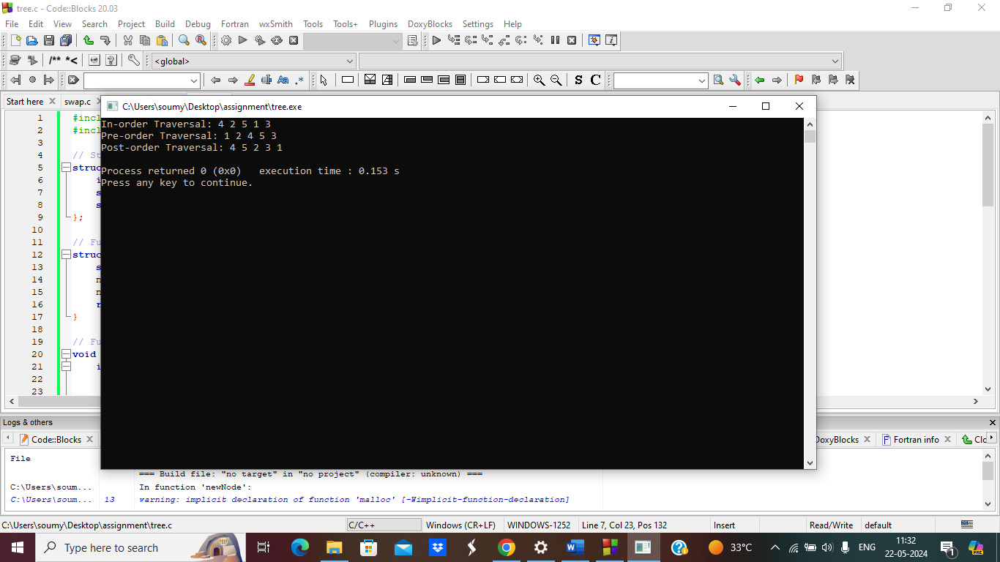 tree.c - Code::Blocks 20.03
File Edit View Search Project Build Debug Fortran wxSmith Tools Tools+ Plugins DoxyBlocks Settings Help
/** *<
<global>
Aa .*
S C
Start here swap.c
C:\Users\soumy\Desktop\assignment\tree.exe
In-order Traversal: 4 2 5 1 3
Pre-order Traversal: 1 2 4 5 3
Post-order Traversal: 4 5 2 3 1
Process returned 0 (0x0) execution time : 0.153 s
Press any key to continue.
1 #incl
2 #incl
3
4 // St
5 struc
6 i
7 s
8 s
9 };
10
11 // Fu
12 struc
13 s
14 n
15 n
16 r
17 }
18
19 // Fu
20 void
21 i
22
23
Logs & others
Code::Blocks DoxyBlocks Fortran info Clo
File
=== Build file: "no target" in "no project" (compiler: unknown) ===
C:\Users\soum... In function 'newNode':
C:\Users\soum... 13 warning: implicit declaration of function 'malloc' [-Wimplicit-function-declaration]
C:\Users\soumy\Desktop\assignment\tree.c C/C++ Windows (CR+LF) WINDOWS-1252 Line 7, Col 23, Pos 132 Insert Read/Write default
Type here to search 33°C ENG 11:32
22-05-2024 1 PRE